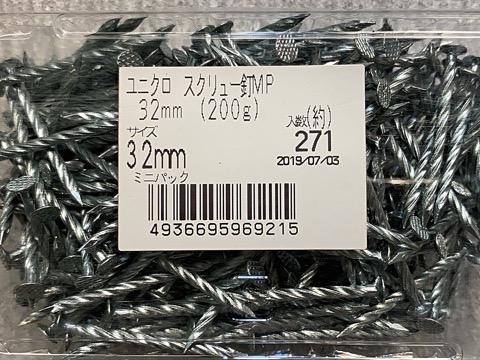 ユニクロ スクリュー釘MP
32mm (200g)
サイズ 入数(約)
32mm 271
ミニパック 2019/07/03
4936695969215